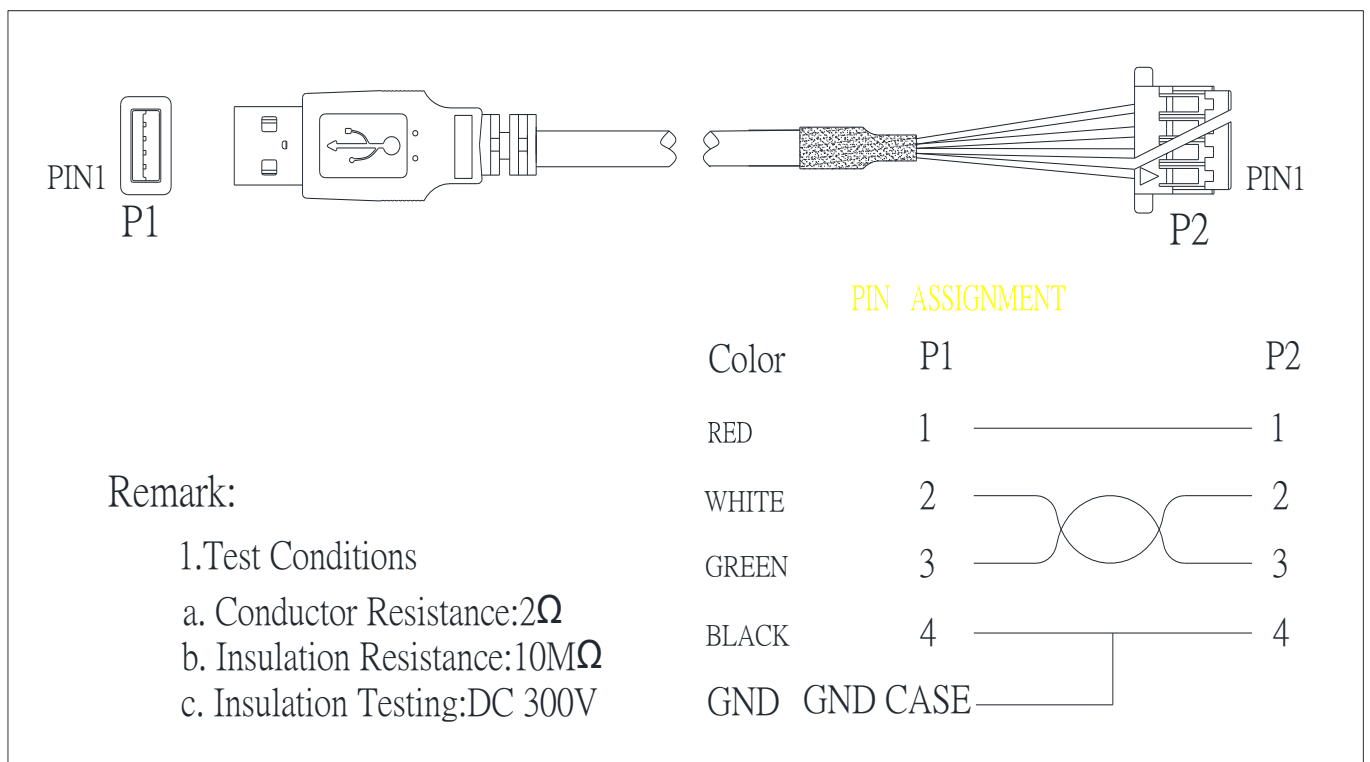 PIN1
P1
PIN1
P2
PIN ASSIGNMENT
Color P1 P2
RED 1 1
WHITE 2 2
GREEN 3 3
BLACK 4 4
GND GND CASE
Remark:
1.Test Conditions
a. Conductor Resistance:2Ω
b. Insulation Resistance:10MΩ
c. Insulation Testing:DC 300V